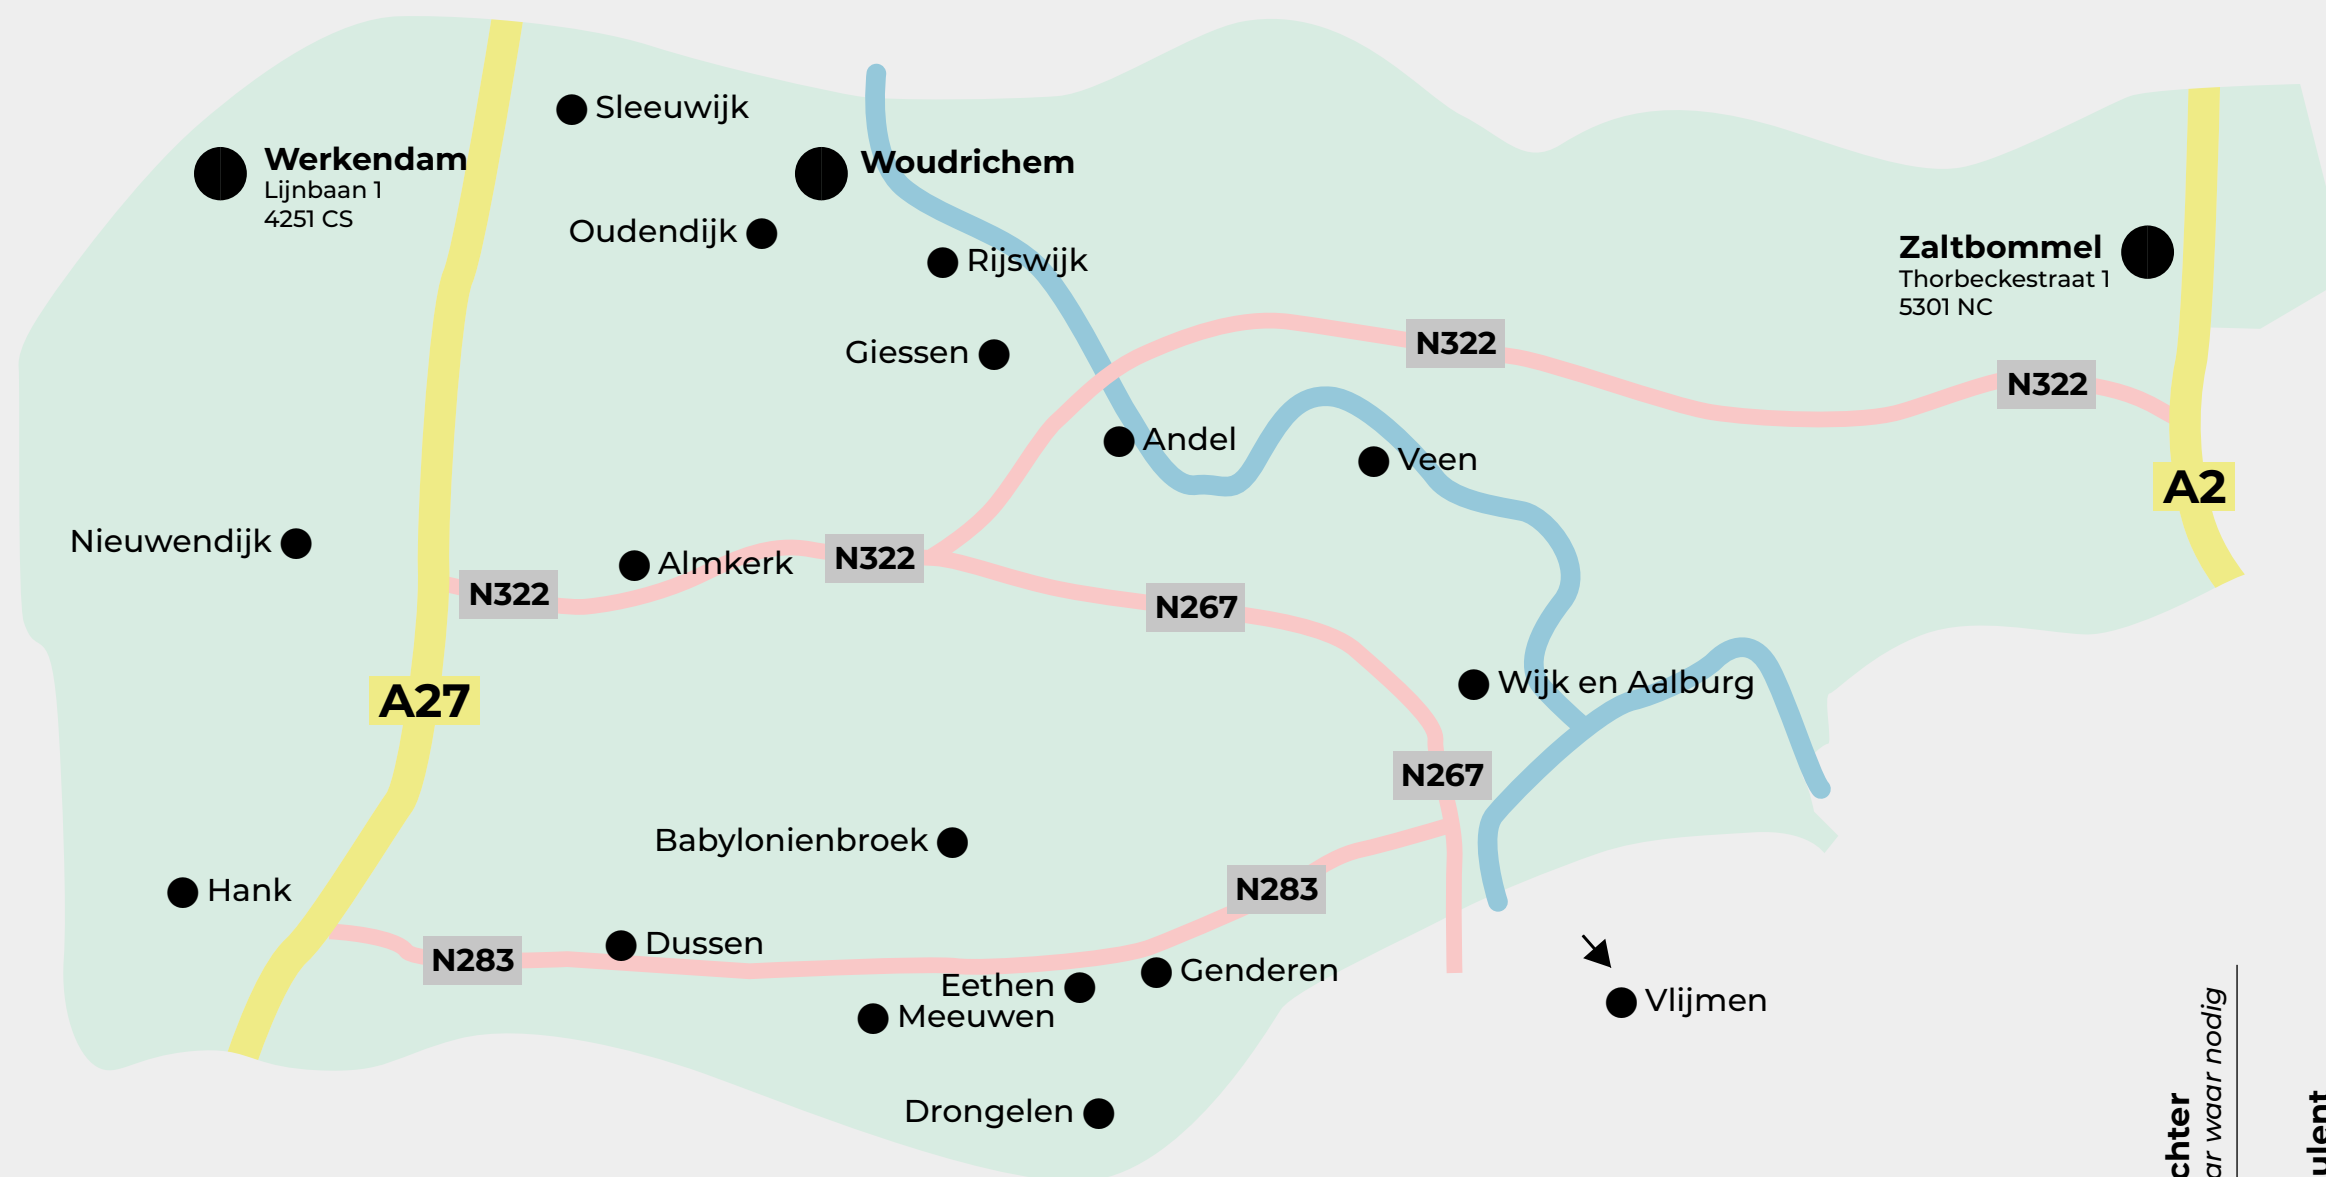 Sleeuwijk
Werkendam
Lijnbaan 1
4251 CS
Woudrichem
Oudendijk
Rijswijk
Zaltbommel
Thorbeckestraat 1
5301 NC
Giessen
N322
N322
Andel
Veen
A2
Nieuwendijk
Almkerk
N322
N322
N267
A27
Wijk en Aalburg
N267
Babylonienbroek
Hank
N283
Dussen
N283
Genderen
Eethen
Meeuwen
Vlijmen
Drongelen
waar nodig